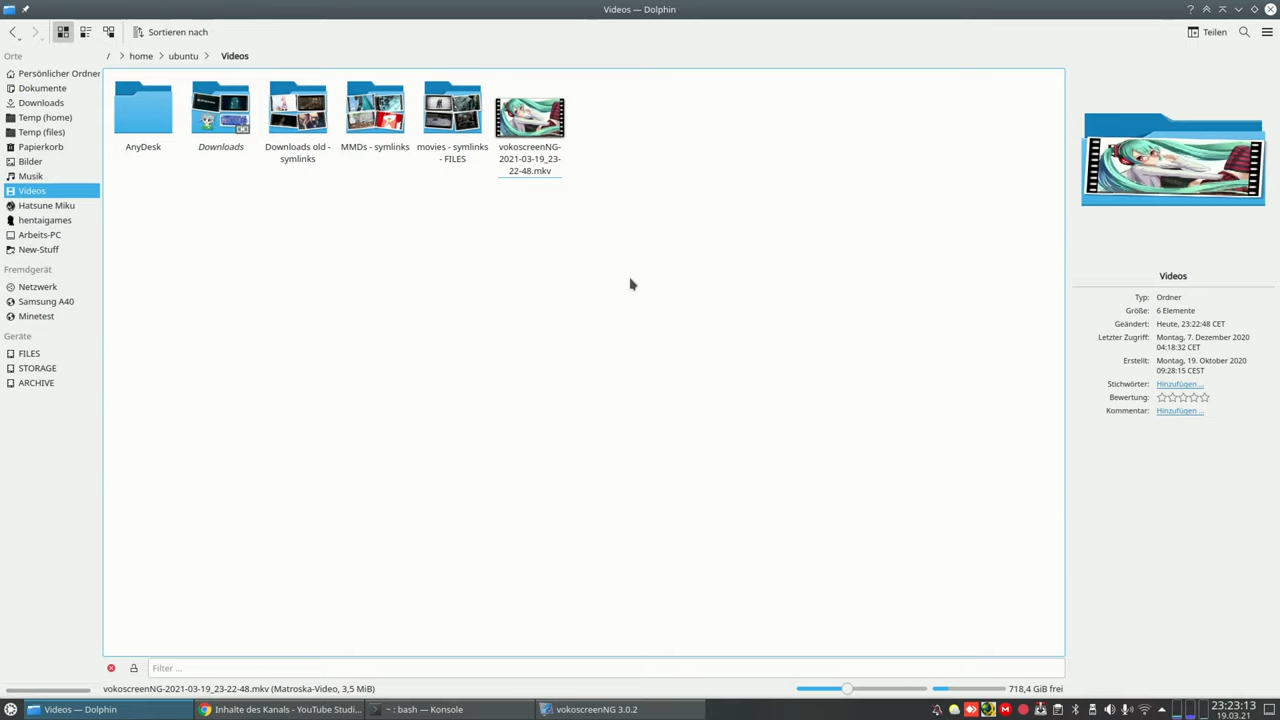 Videos — Dolphin
Sortieren nach
Teilen
Orte
/ home ubuntu Videos
Persönlicher Ordner
Dokumente
Downloads
Temp (home)
Temp (files)
Papierkorb
Bilder
Musik
Videos
Hatsune Miku
hentaigames
Arbeits-PC
New-Stuff
Fremdgerät
Netzwerk
Samsung A40
Minetest
Geräte
FILES
STORAGE
ARCHIVE
AnyDesk
Downloads
Downloads old -
symlinks
MMDs - symlinks
movies - symlinks
- FILES
vokoscreenNG-
2021-03-19_23-
22-48.mkv
Videos
Typ: Ordner
Größe: 6 Elemente
Geändert: Heute, 23:22:48 CET
Letzter Zugriff: Montag, 7. Dezember 2020
04:18:32 CET
Erstellt: Montag, 19. Oktober 2020
09:28:15 CEST
Stichwörter: Hinzufügen ...
Bewertung:
Kommentar: Hinzufügen ...
Filter ...
vokoscreenNG-2021-03-19_23-22-48.mkv (Matroska-Video, 3,5 MiB)
718,4 GiB frei
Videos — Dolphin
Inhalte des Kanals - YouTube Studi...
~ : bash — Konsole
vokoscreenNG 3.0.2
23:23:13
19.03.21